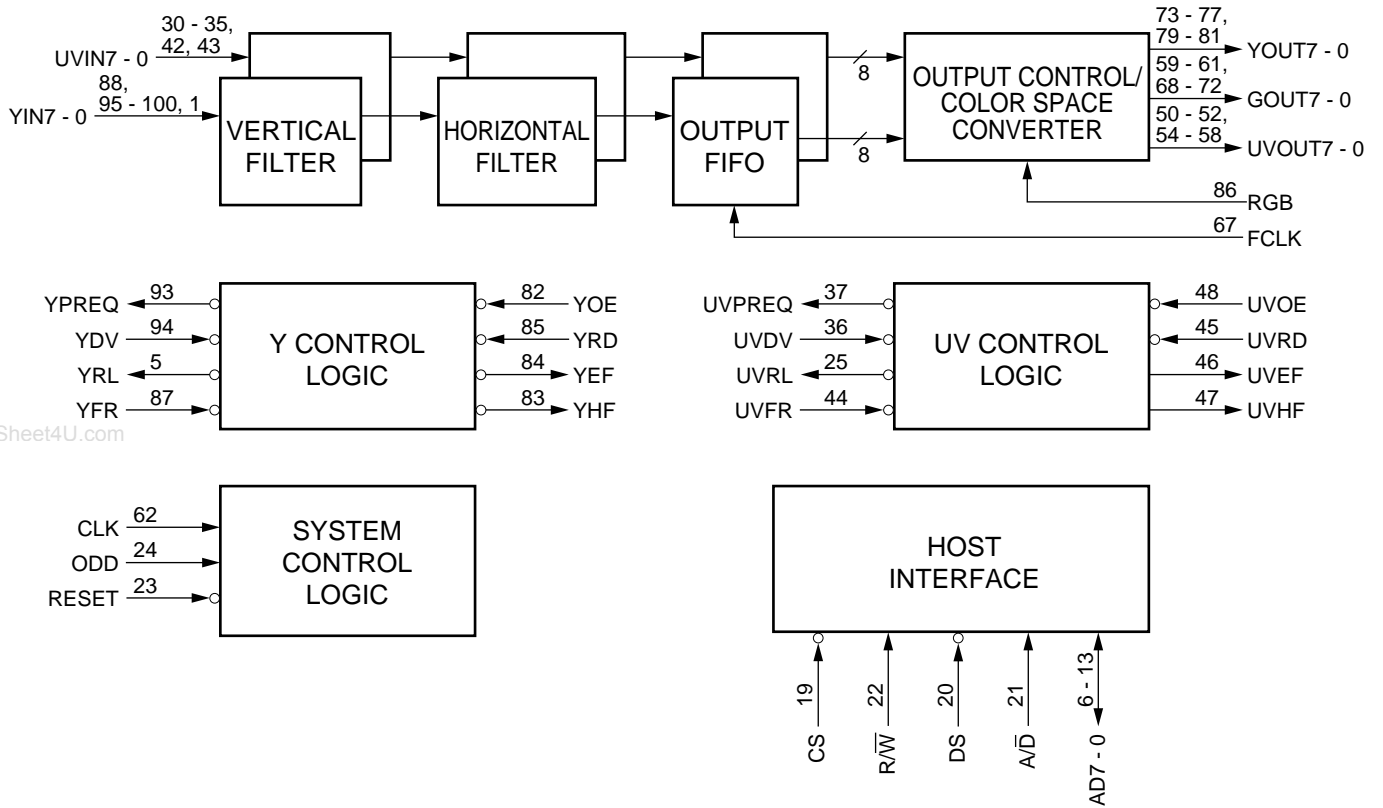 30 - 35,
42, 43
UVIN7 - 0
88,
95 - 100, 1
YIN7 - 0
VERTICAL
FILTER
HORIZONTAL
FILTER
OUTPUT
FIFO
8
8
OUTPUT CONTROL/
COLOR SPACE
CONVERTER
73 - 77,
79 - 81
YOUT7 - 0
59 - 61,
68 - 72
GOUT7 - 0
50 - 52,
54 - 58
UVOUT7 - 0
86
RGB
67
FCLK
YPREQ 93
YDV 94
YRL 5
YFR 87
Y CONTROL
LOGIC
82 YOE
85 YRD
84 YEF
83 YHF
UVPREQ 37
UVDV 36
UVRL 25
UVFR 44
UV CONTROL
LOGIC
48 UVOE
45 UVRD
46 UVEF
47 UVHF
Sheet4U.com
CLK 62
ODD 24
RESET 23
SYSTEM
CONTROL
LOGIC
HOST
INTERFACE
19
CS
22
R/W̅
20
DS
21
A/D̅
6 - 13
AD7 - 0